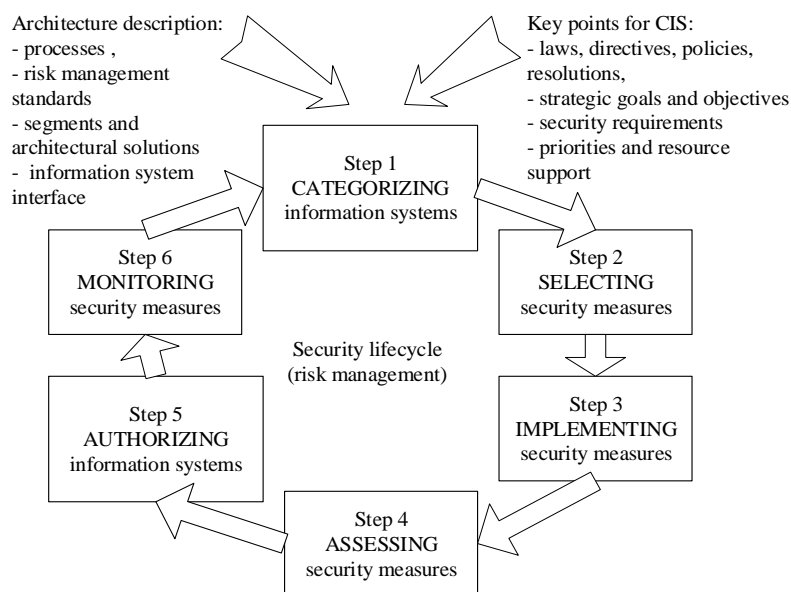 Architecture description:
- processes ,
- risk management
standards
- segments and
architectural solutions
- information system
interface
Key points for CIS:
- laws, directives, policies,
resolutions,
- strategic goals and objectives
- security requirements
- priorities and resource
support
Step 1
CATEGORIZING
information systems
Step 6
MONITORING
security measures
Step 2
SELECTING
security measures
Security lifecycle
(risk management)
Step 5
AUTHORIZING
information systems
Step 3
IMPLEMENTING
security measures
Step 4
ASSESSING
security measures